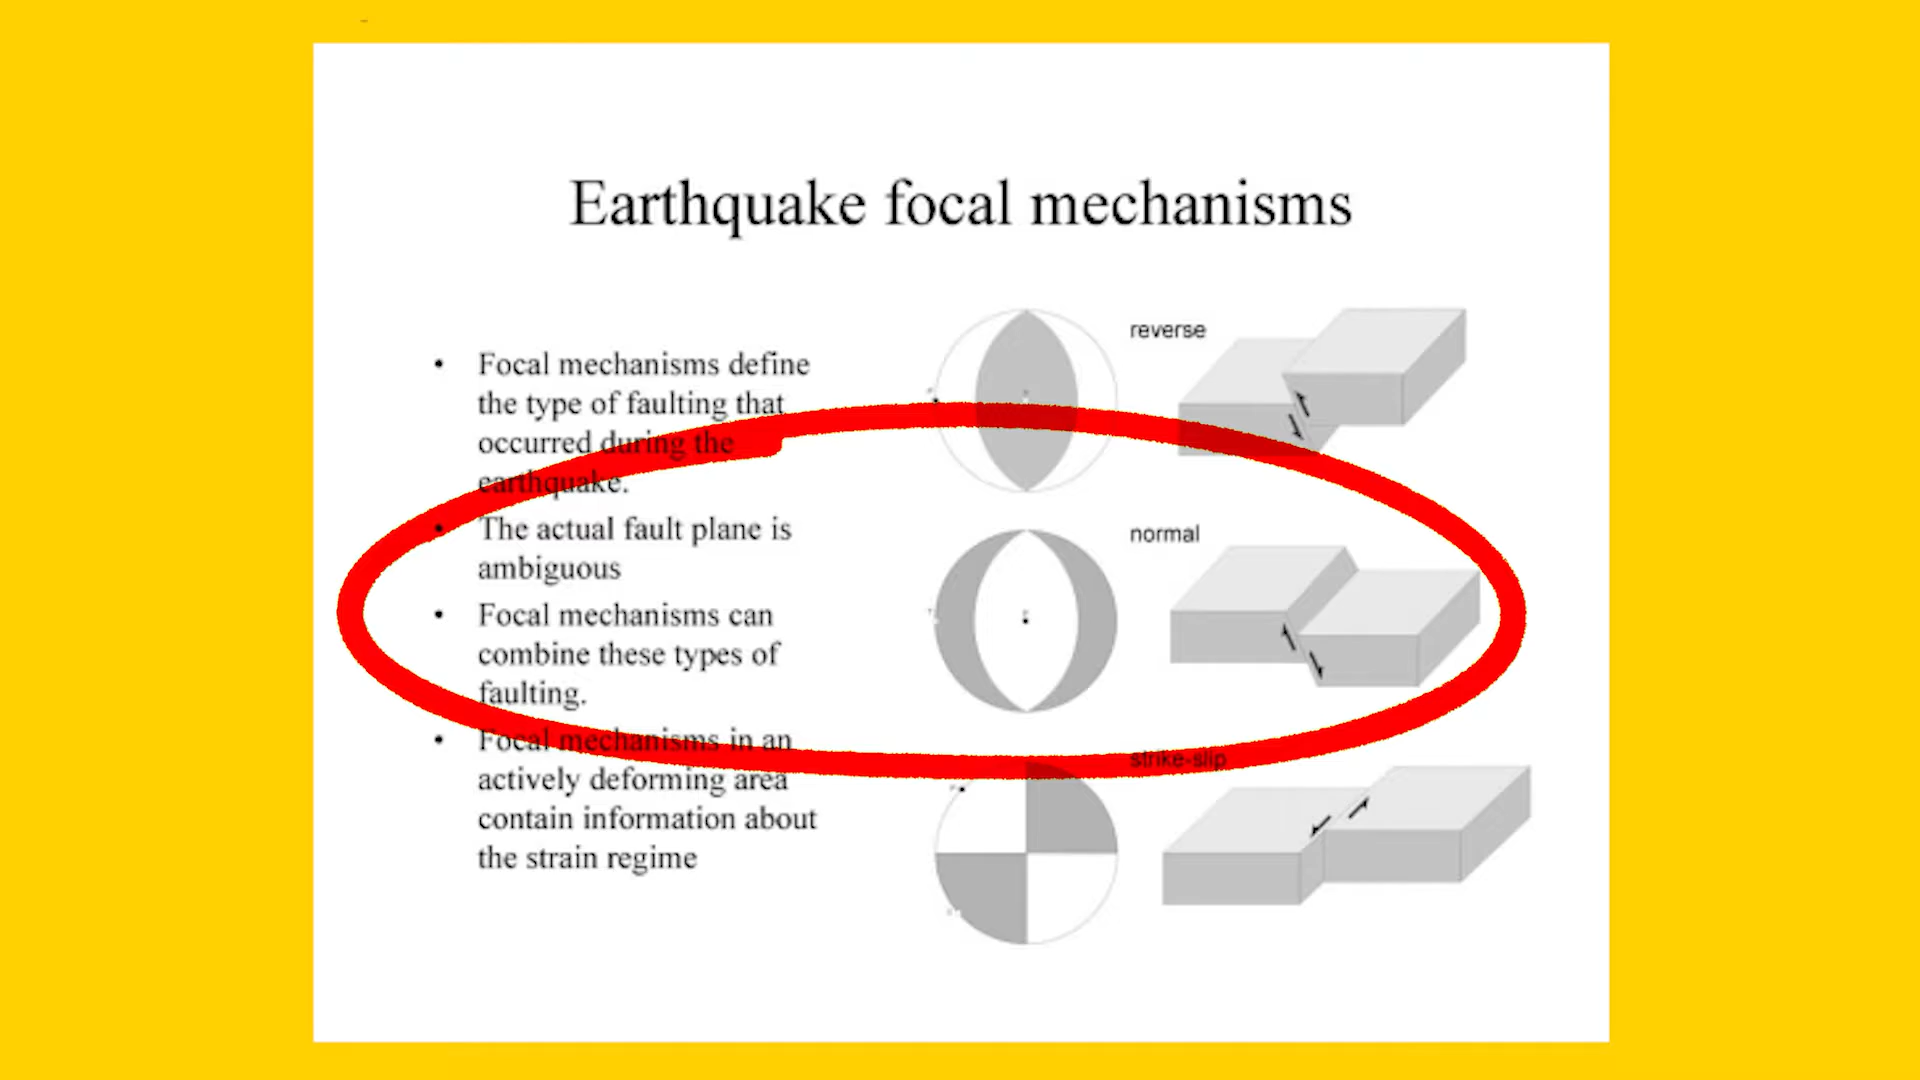 Earthquake focal mechanisms
• Focal mechanisms define
the type of faulting that
occurred during the
earthquake.
• The actual fault plane is
ambiguous
• Focal mechanisms can
combine these types of
faulting.
• Focal mechanisms in an
actively deforming area
contain information about
the strain regime
reverse
normal
strike-slip